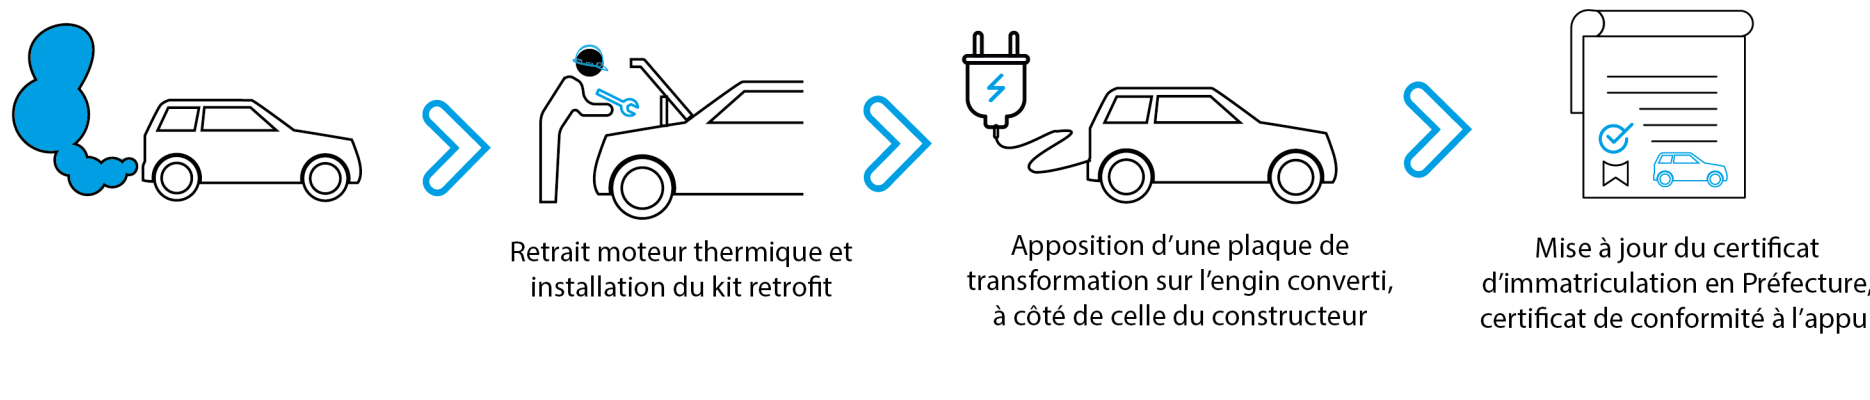 Retrait moteur thermique et
installation du kit retrofit
Apposition d’une plaque de
transformation sur l’engin converti,
à côté de celle du constructeur
Mise à jour du certificat
d’immatriculation en Préfecture,
certificat de conformité à l’appu